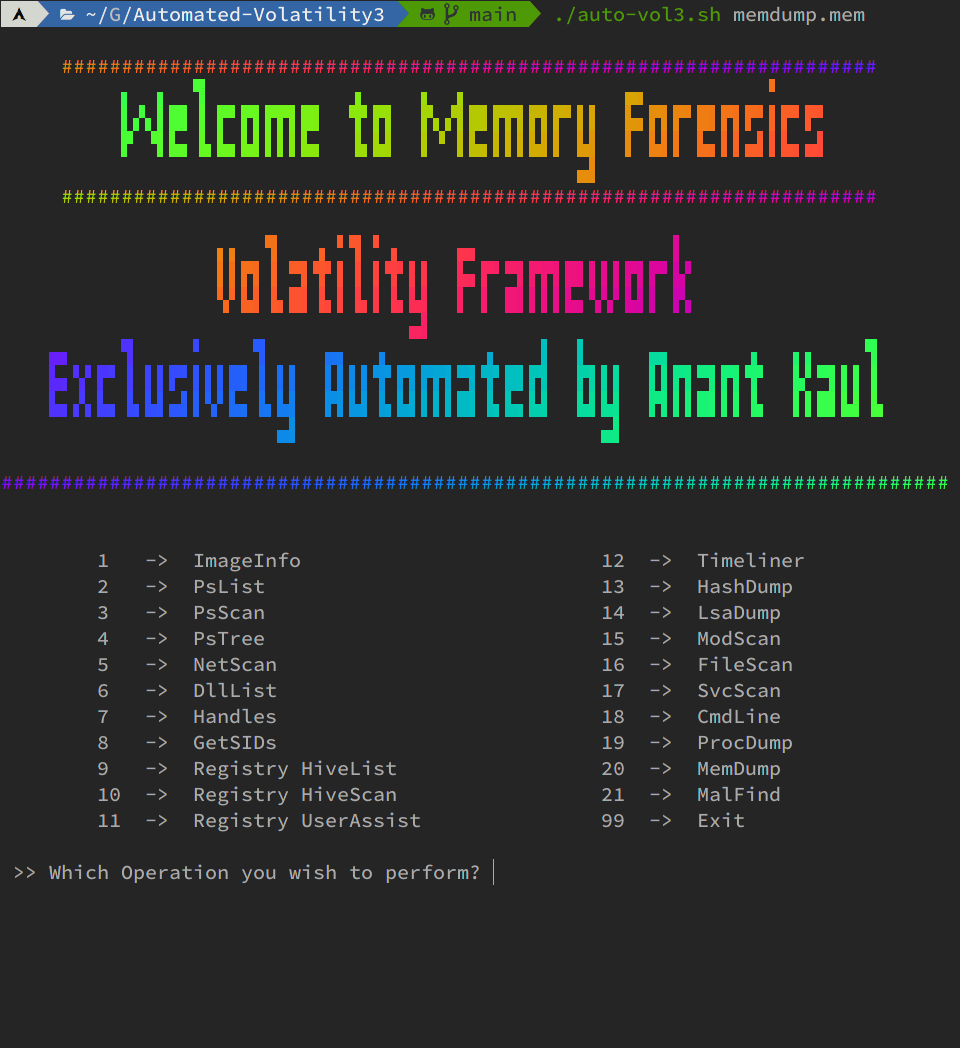 ~/G/Automated-Volatility3 main ./auto-vol3.sh memdump.mem
####################################################################
Welcome to Memory Forensics
####################################################################
Volatility Framework
Exclusively Automated by Anant Kaul
###############################################################################
1 -> ImageInfo 12 -> Timeliner
2 -> PsList 13 -> HashDump
3 -> PsScan 14 -> LsaDump
4 -> PsTree 15 -> ModScan
5 -> NetScan 16 -> FileScan
6 -> DllList 17 -> SvcScan
7 -> Handles 18 -> CmdLine
8 -> GetSIDs 19 -> ProcDump
9 -> Registry HiveList 20 -> MemDump
10 -> Registry HiveScan 21 -> MalFind
11 -> Registry UserAssist 99 -> Exit
>> Which Operation you wish to perform?